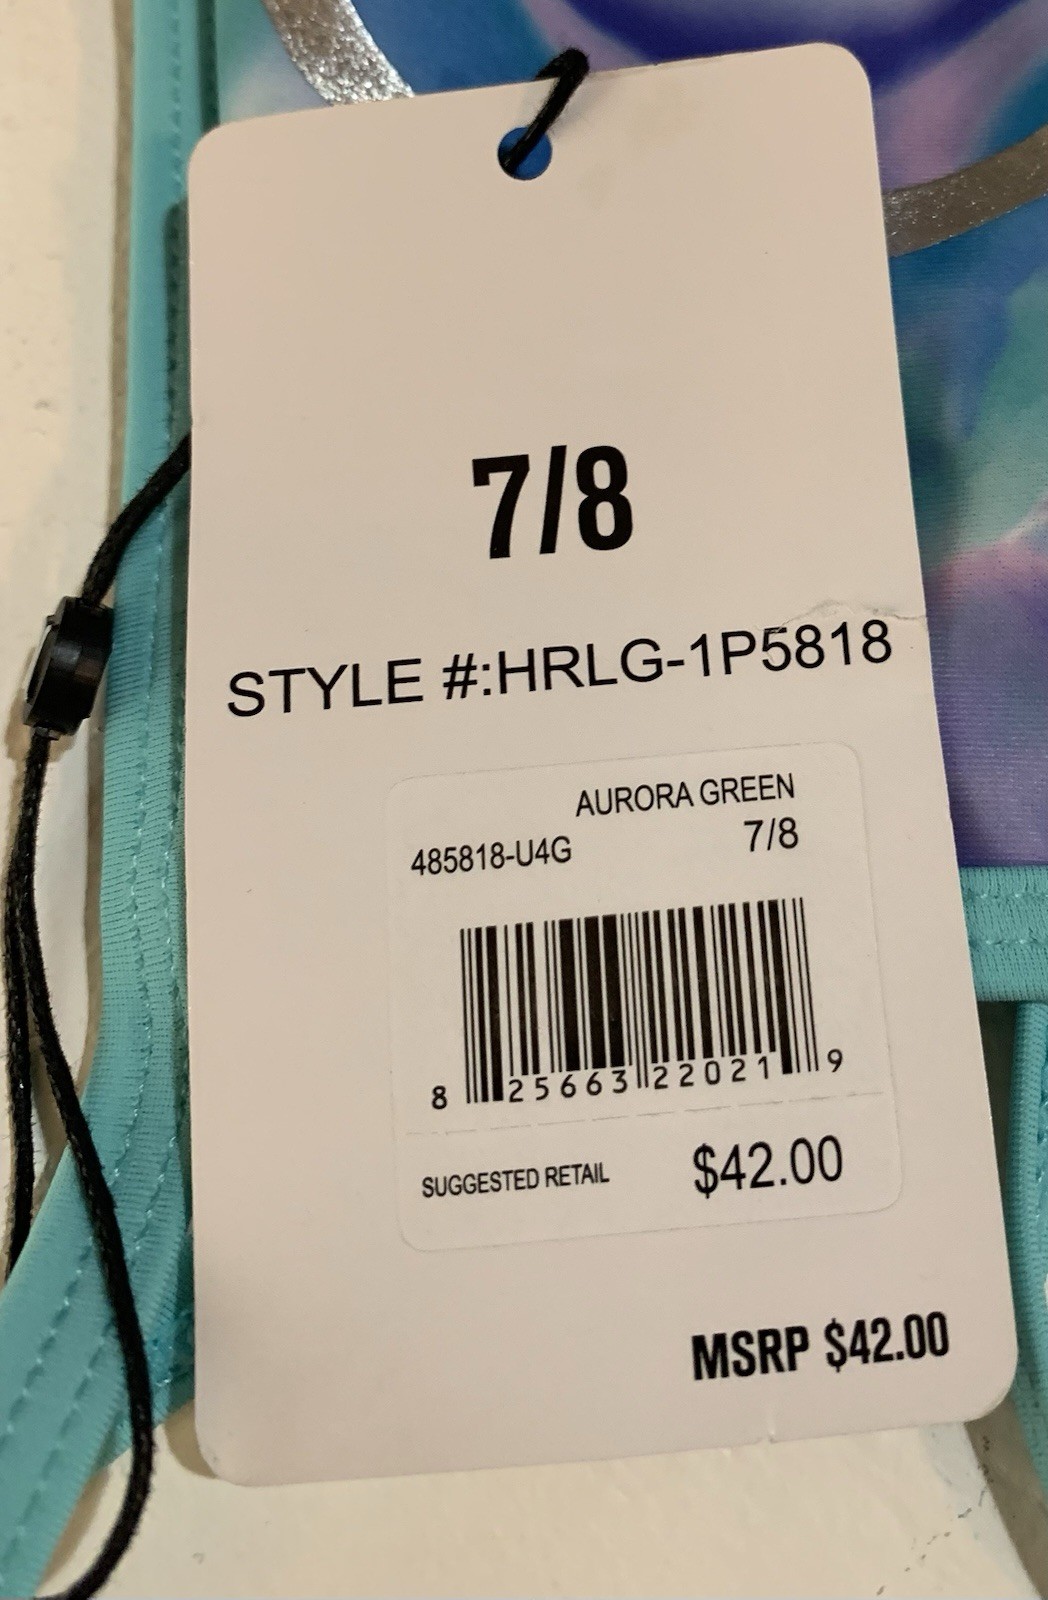 7/8
STYLE #:HRLG-1P5818
AURORA GREEN
485818-U4G 7/8
8 25663 22021 9
SUGGESTED RETAIL $42.00
MSRP $42.00